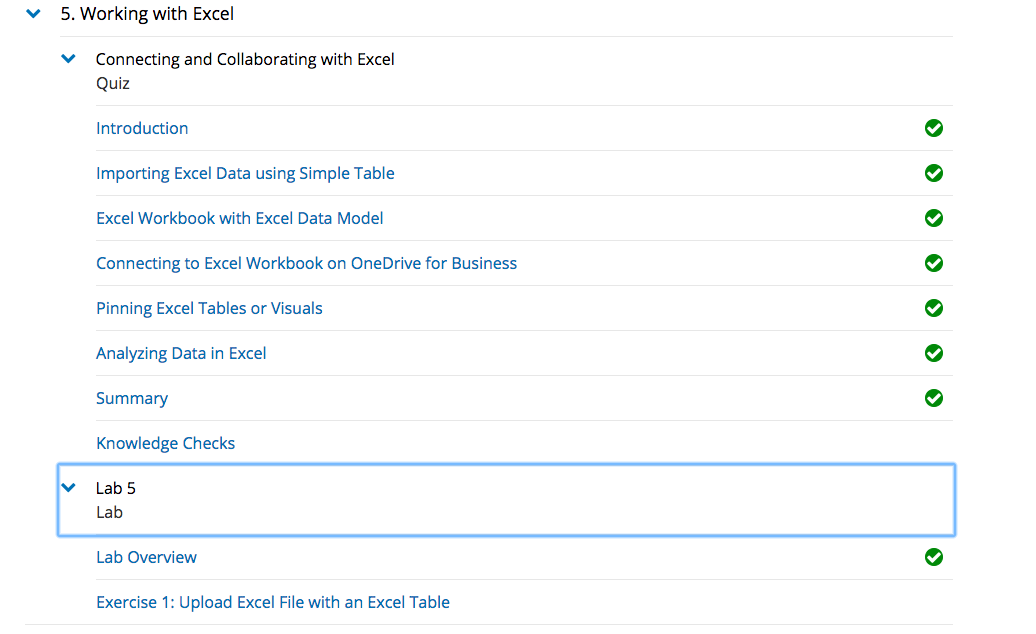 5. Working with Excel
Connecting and Collaborating with Excel
Quiz
Introduction
Importing Excel Data using Simple Table
Excel Workbook with Excel Data Model
Connecting to Excel Workbook on OneDrive for Business
Pinning Excel Tables or Visuals
Analyzing Data in Excel
Summary
Knowledge Checks
Lab 5
Lab
Lab Overview
Exercise 1: Upload Excel File with an Excel Table